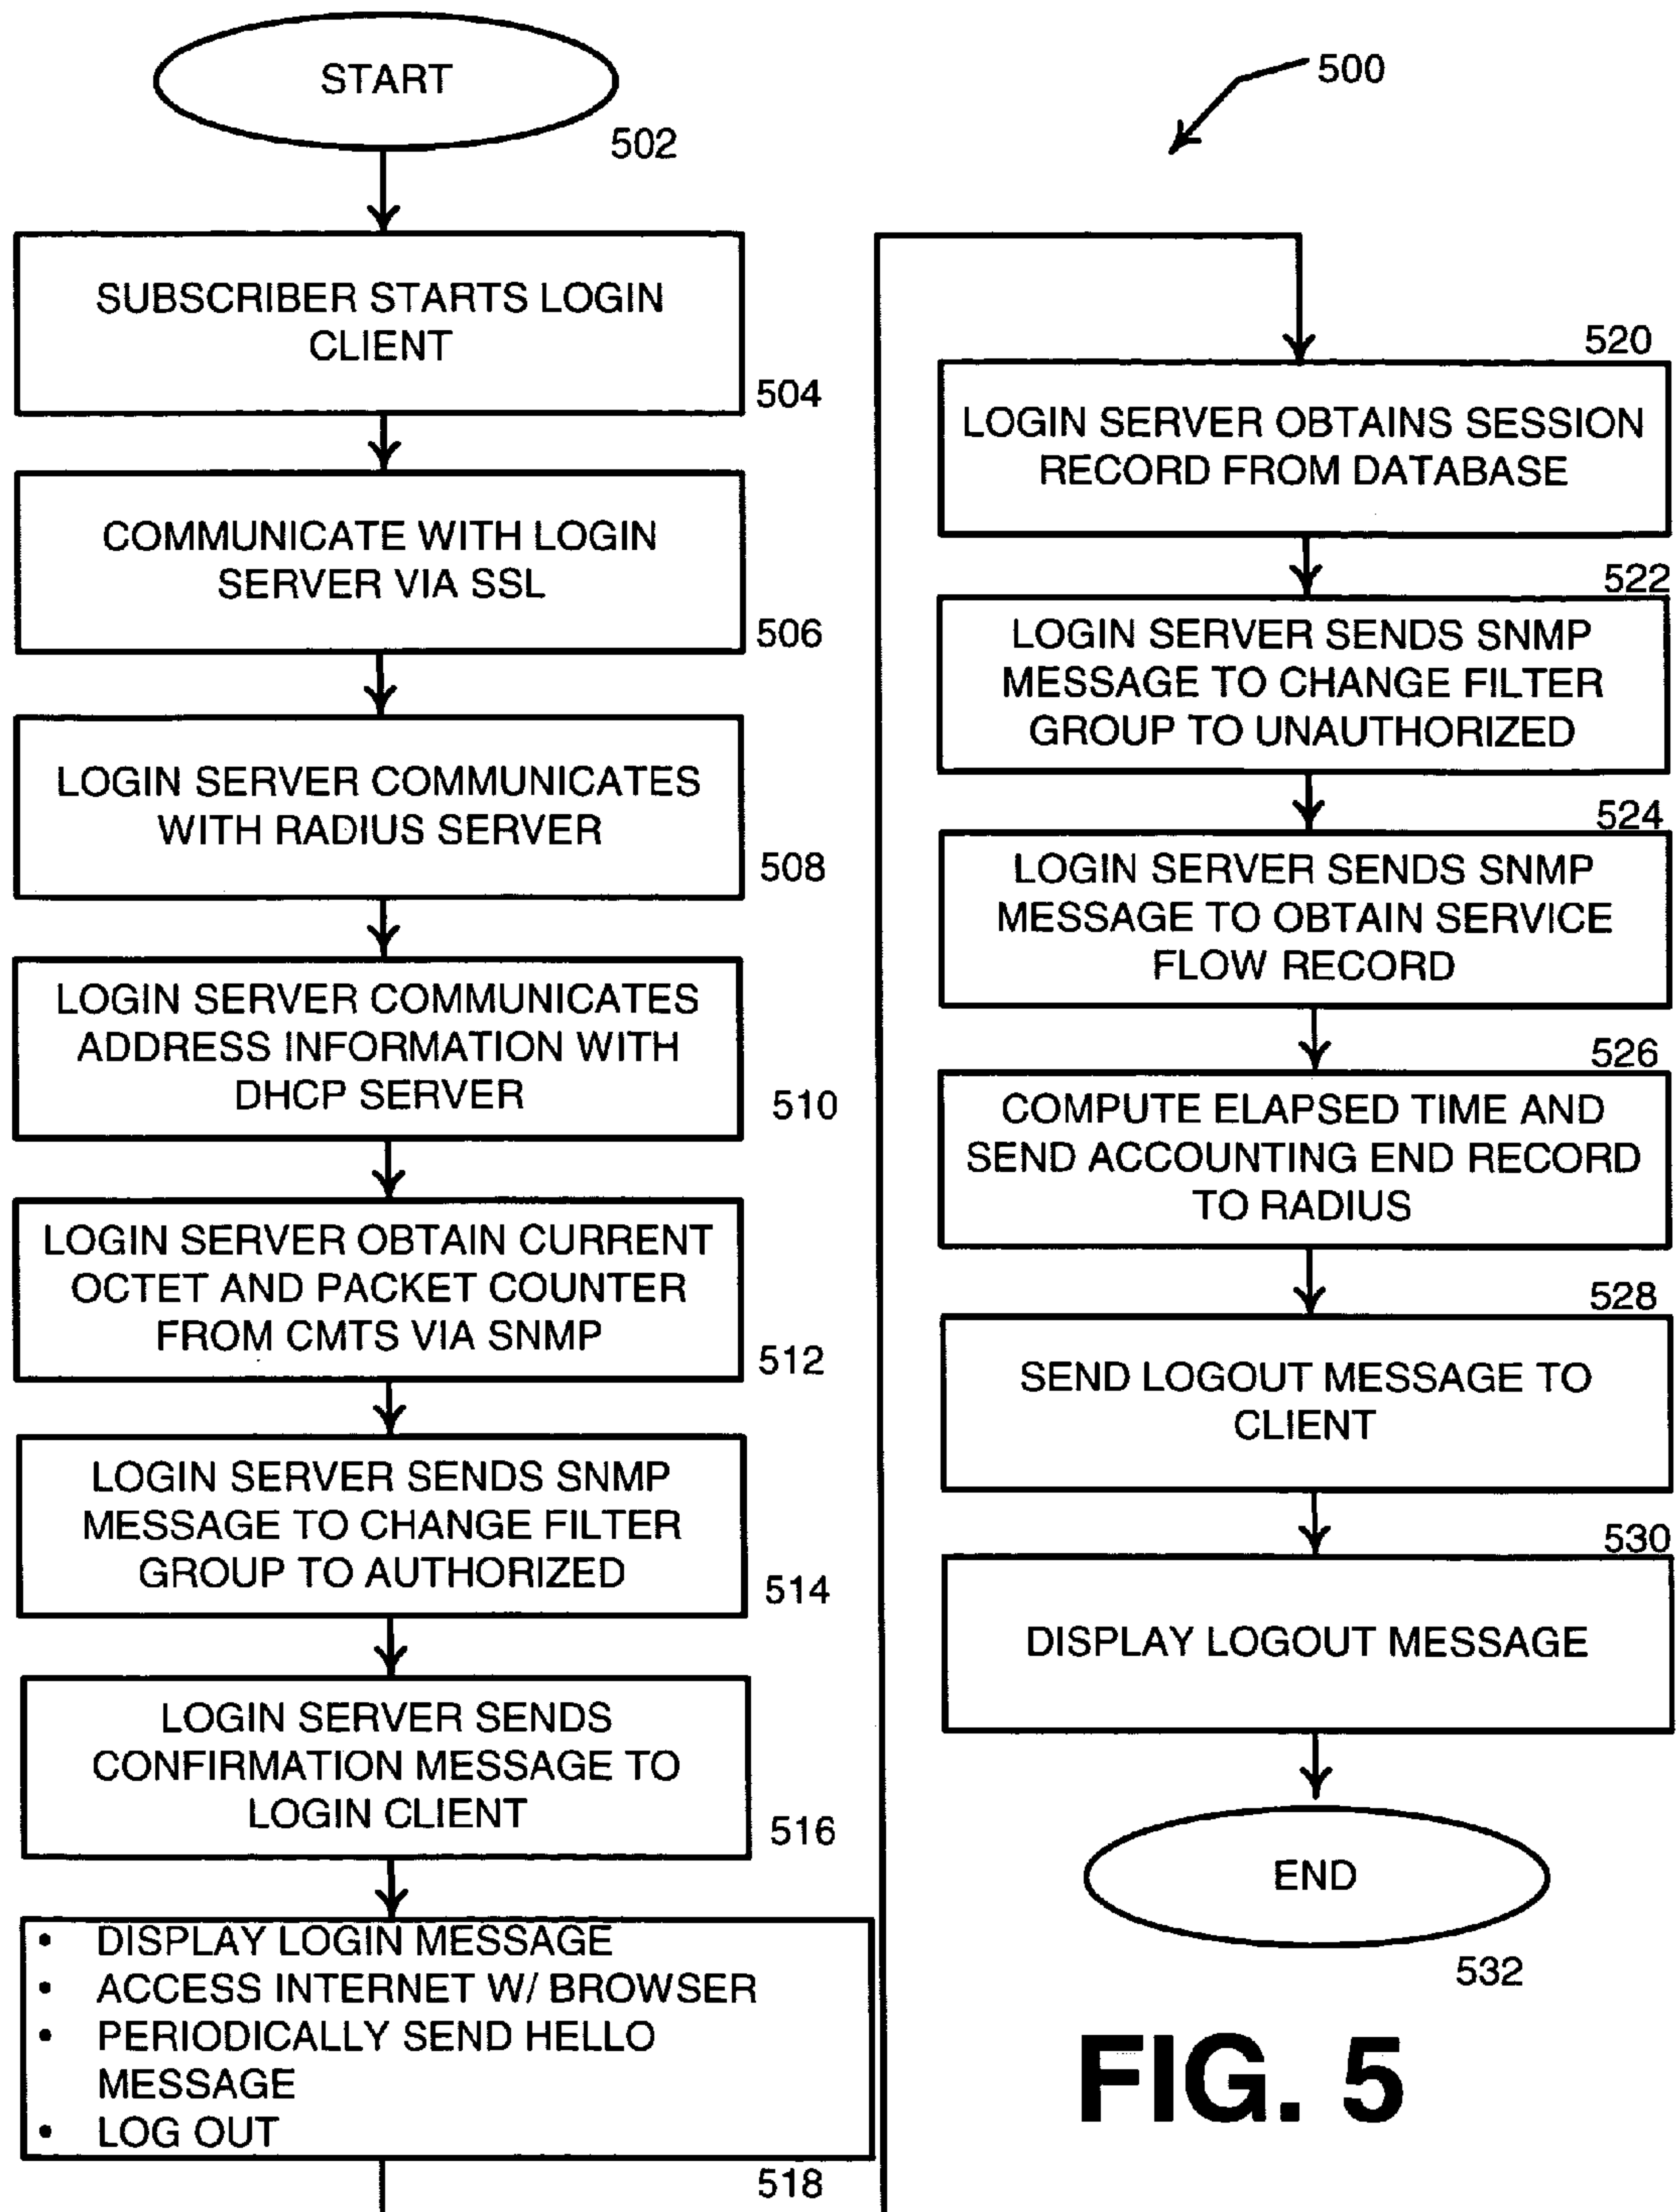 START
502
500
SUBSCRIBER STARTS LOGIN
CLIENT
504
COMMUNICATE WITH LOGIN
SERVER VIA SSL
506
LOGIN SERVER COMMUNICATES
WITH RADIUS SERVER
508
LOGIN SERVER COMMUNICATES
ADDRESS INFORMATION WITH
DHCP SERVER
510
LOGIN SERVER OBTAIN CURRENT
OCTET AND PACKET COUNTER
FROM CMTS VIA SNMP
512
LOGIN SERVER SENDS SNMP
MESSAGE TO CHANGE FILTER
GROUP TO AUTHORIZED
514
LOGIN SERVER SENDS
CONFIRMATION MESSAGE TO
LOGIN CLIENT
516
• DISPLAY LOGIN MESSAGE
• ACCESS INTERNET W/ BROWSER
• PERIODICALLY SEND HELLO
MESSAGE
• LOG OUT
518
520
LOGIN SERVER OBTAINS SESSION
RECORD FROM DATABASE
522
LOGIN SERVER SENDS SNMP
MESSAGE TO CHANGE FILTER
GROUP TO UNAUTHORIZED
524
LOGIN SERVER SENDS SNMP
MESSAGE TO OBTAIN SERVICE
FLOW RECORD
526
COMPUTE ELAPSED TIME AND
SEND ACCOUNTING END RECORD
TO RADIUS
528
SEND LOGOUT MESSAGE TO
CLIENT
530
DISPLAY LOGOUT MESSAGE
END
532
FIG. 5